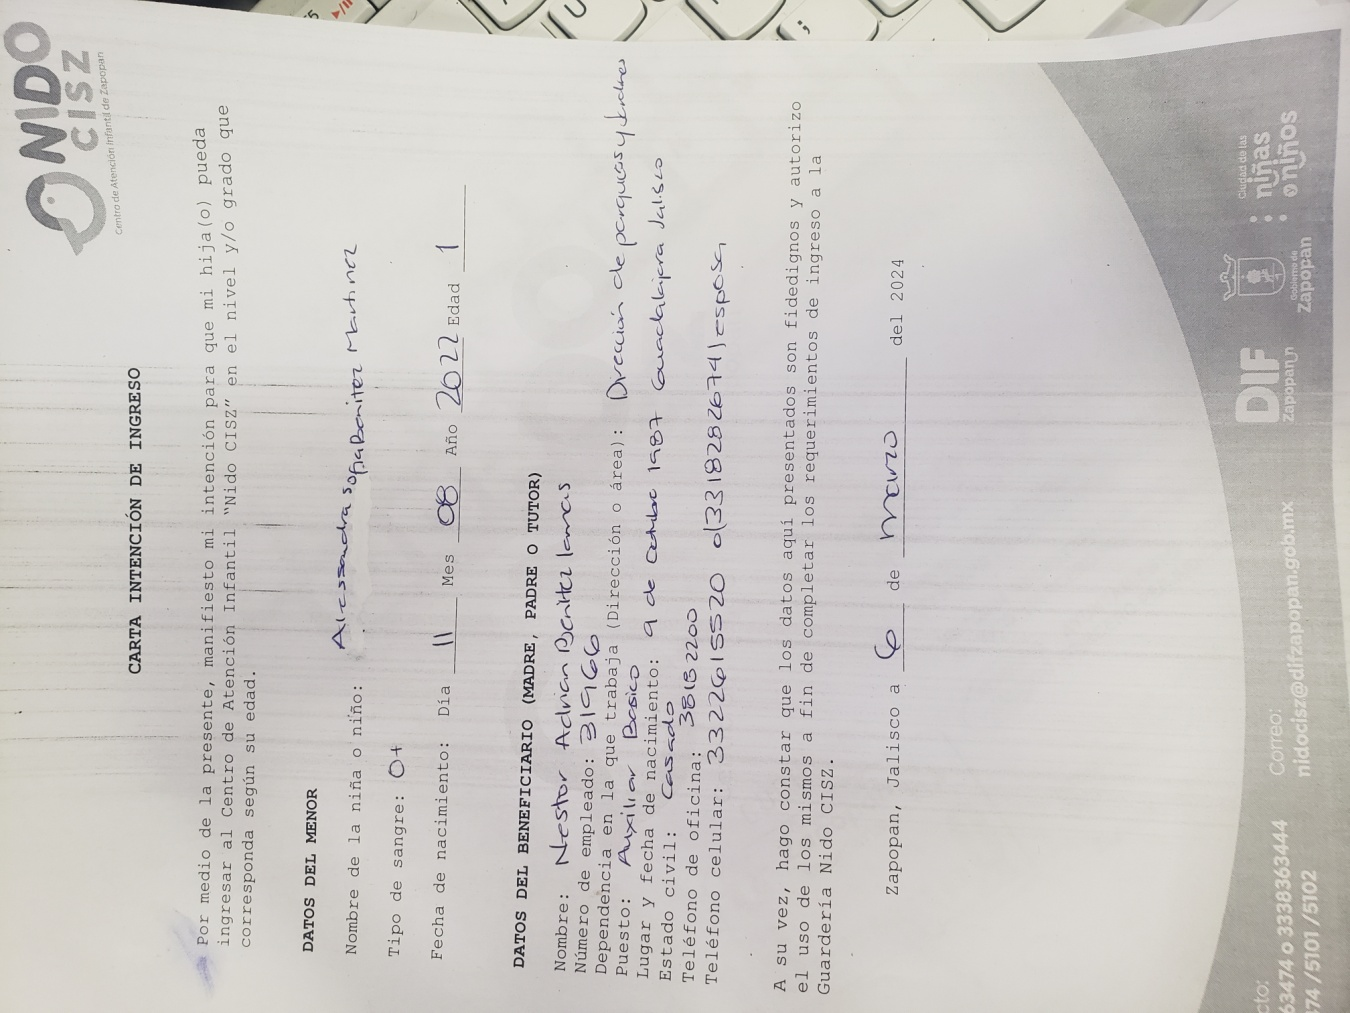 NIDO
CISZ
Centro de Atención Infantil de Zapopan
CARTA INTENCIÓN DE INGRESO
Por medio de la presente, manifiesto mi intención para que mi hija(o) pueda
ingresar al Centro de Atención Infantil “Nido CISZ” en el nivel y/o grado que
corresponda según su edad.
DATOS DEL MENOR
Nombre de la niña o niño: Alessandra Sofia Benitez Martinez
Tipo de sangre: O+
Fecha de nacimiento: Día 11 Mes 08 Año 2022 Edad 1
DATOS DEL BENEFICIARIO (MADRE, PADRE O TUTOR)
Nombre: Nestor Adrian Benitez lamas
Número de empleado: 31966
Dependencia en la que trabaja (Dirección o área): Dirección de parques y
Puesto: Auxiliar Basico
Lugar y fecha de nacimiento: 9 de Octubre 1987 Guadalajara Jalisco
Estado civil: Casado
Teléfono de oficina: 38182200
Teléfono celular: 3322615520 o/3318282674/esposa
A su vez, hago constar que los datos aquí presentados son fidedignos y autorizo
el uso de los mismos a fin de completar los requerimientos de ingreso a la
Guardería Nido CISZ.
Zapopan, Jalisco a 6 de marzo del 2024
cto:
63474 o 3338363444
474 /5101 /5102
Correo:
nidocisz@difzapopan.gob.mx
DIF
Zapopan
Gobierno de
Zapopan
Ciudad de las
niñas
y niños